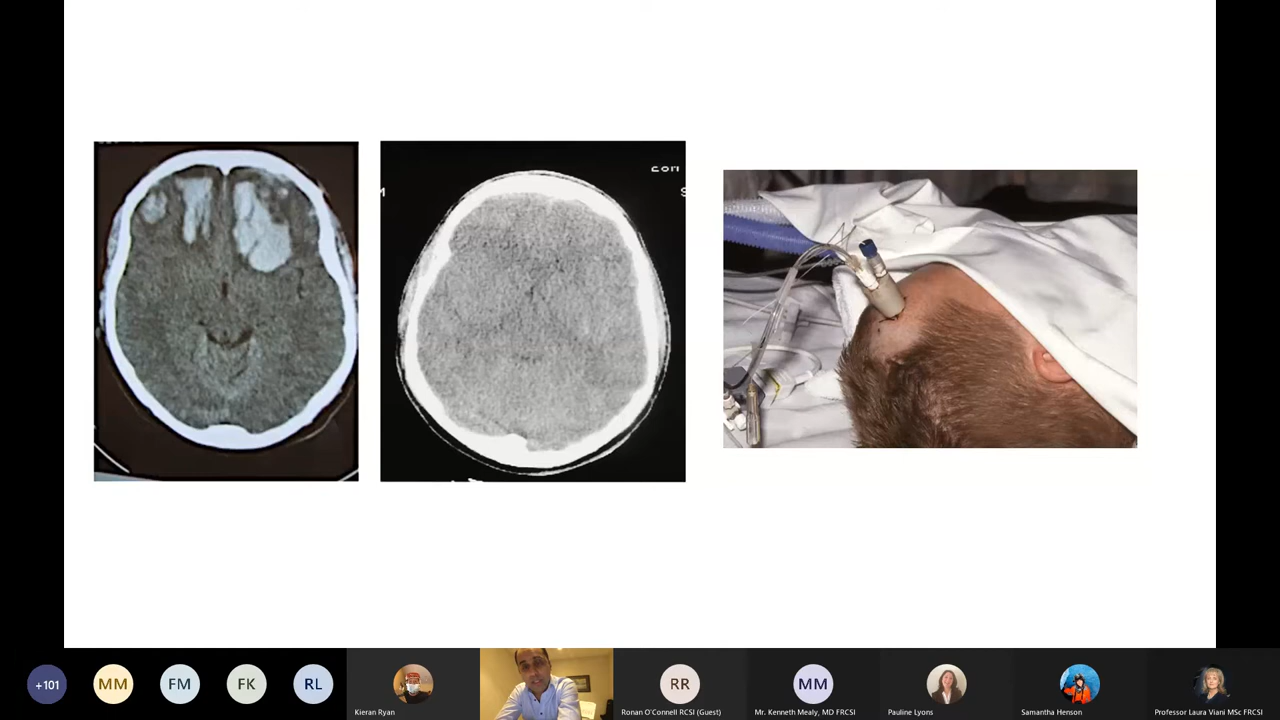 con
+101
MM
FM
FK
RL
Kieran Ryan
RR
Ronan O'Connell RCSI (Guest)
MM
Mr. Kenneth Mealy, MD FRCSI
Pauline Lyons
Samantha Henson
Professor Laura Viani MSc FRCSI